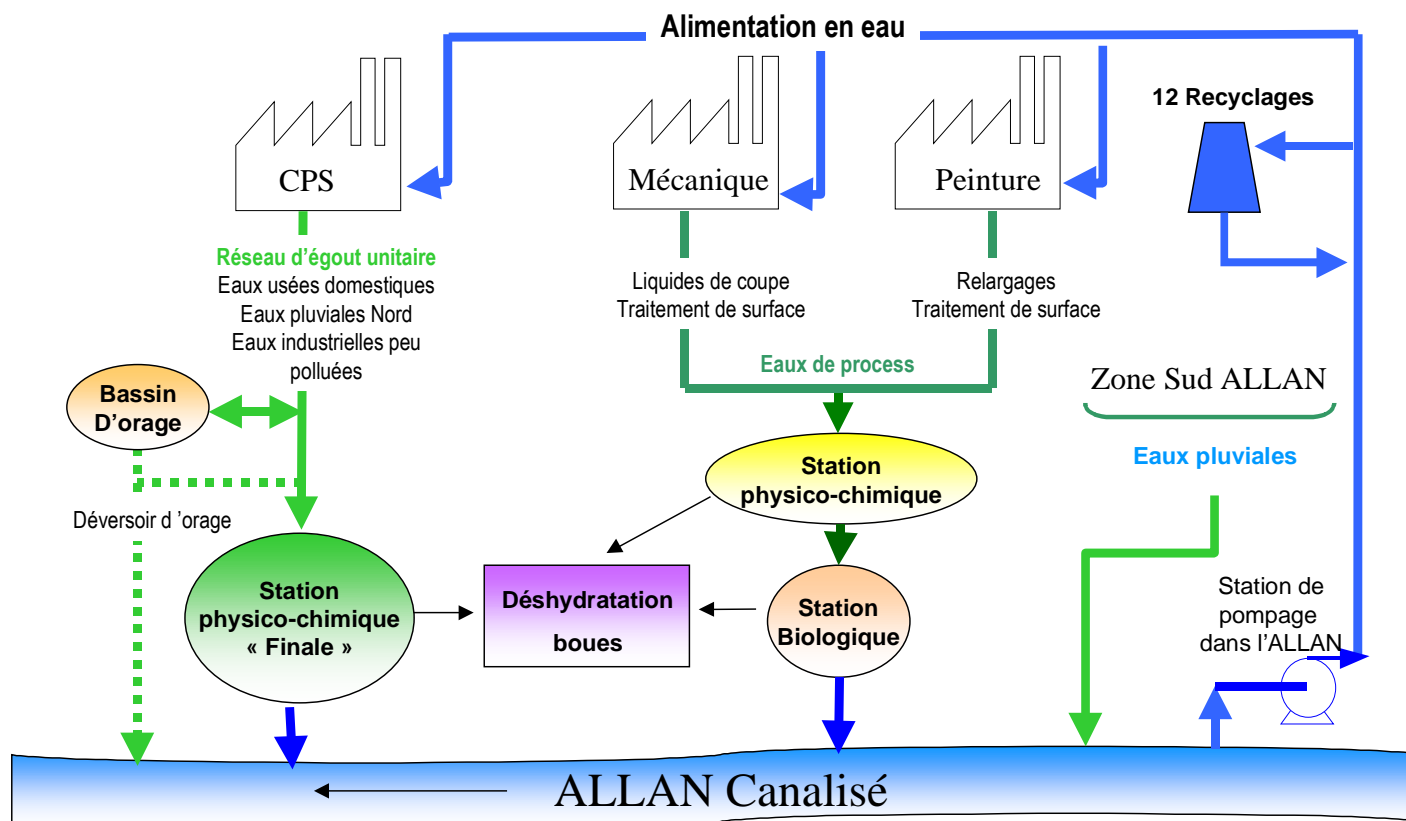 Alimentation en eau
12 Recyclages
CPS
Mécanique
Peinture
Réseau d'égout unitaire
Eaux usées domestiques
Eaux pluviales Nord
Eaux industrielles peu
polluées
Liquides de coupe
Traitement de surface
Relargages
Traitement de surface
Eaux de process
Zone Sud ALLAN
Eaux pluviales
Bassin
D'orage
Station
physico-chimique
Déversoir d 'orage
Station
physico-chimique
« Finale »
Déshydratation
boues
Station
Biologique
Station de
pompage
dans l'ALLAN
ALLAN Canalisé